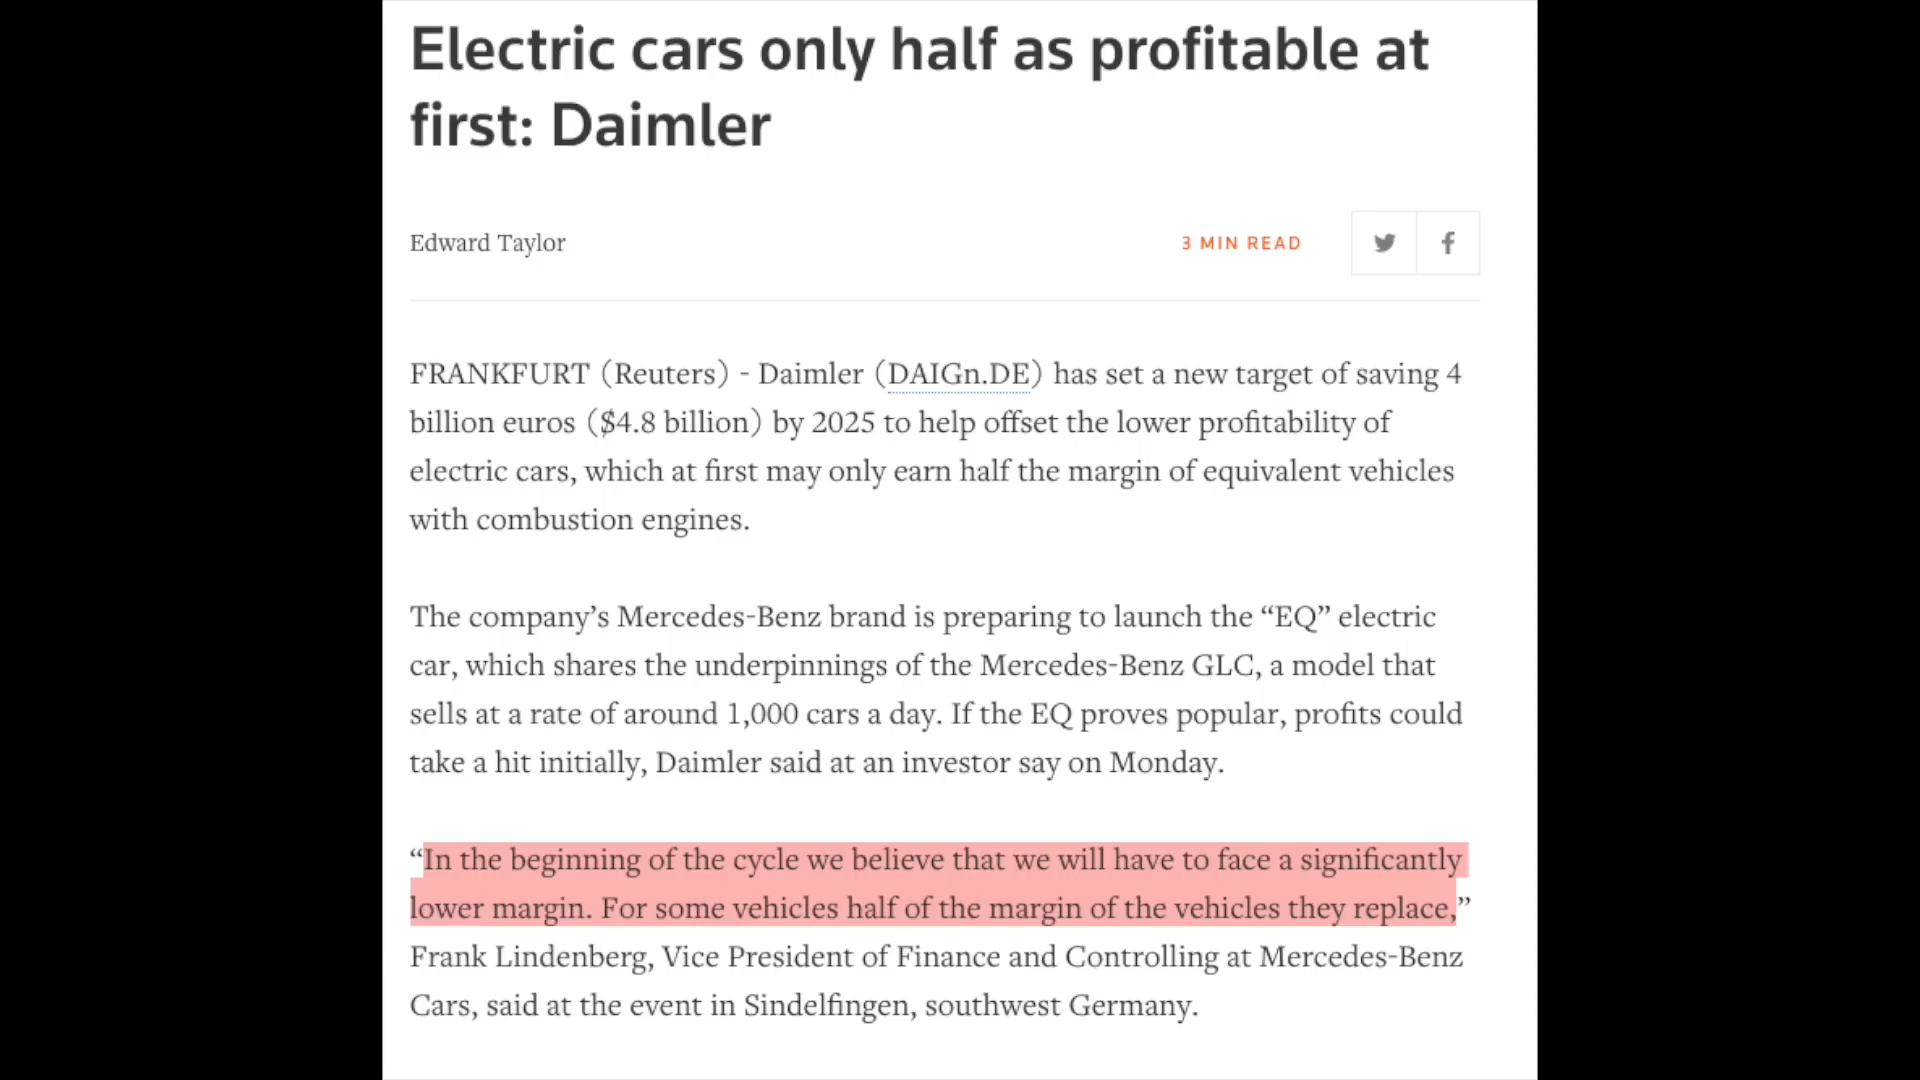 Electric cars only half as profitable at
first: Daimler
Edward Taylor
3 MIN READ
FRANKFURT (Reuters) - Daimler (DAIGn.DE) has set a new target of saving 4
billion euros ($4.8 billion) by 2025 to help offset the lower profitability of
electric cars, which at first may only earn half the margin of equivalent vehicles
with combustion engines.
The company’s Mercedes-Benz brand is preparing to launch the “EQ” electric
car, which shares the underpinnings of the Mercedes-Benz GLC, a model that
sells at a rate of around 1,000 cars a day. If the EQ proves popular, profits could
take a hit initially, Daimler said at an investor say on Monday.
“In the beginning of the cycle we believe that we will have to face a significantly
lower margin. For some vehicles half of the margin of the vehicles they replace,”
Frank Lindenberg, Vice President of Finance and Controlling at Mercedes-Benz
Cars, said at the event in Sindelfingen, southwest Germany.